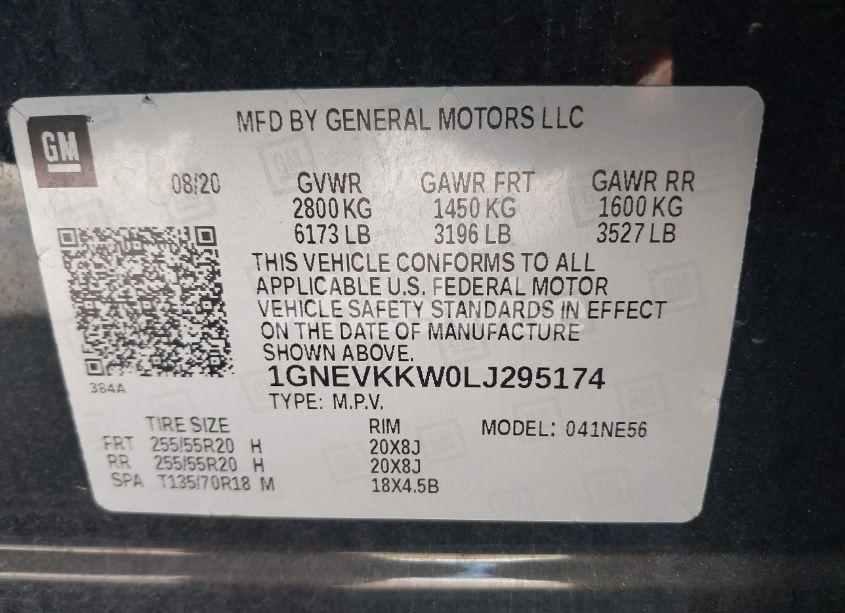 MFD BY GENERAL MOTORS LLC
GM
08/20 GVWR GAWR FRT GAWR RR
2800 KG 1450 KG 1600 KG
6173 LB 3196 LB 3527 LB
THIS VEHICLE CONFORMS TO ALL
APPLICABLE U.S. FEDERAL MOTOR
VEHICLE SAFETY STANDARDS IN EFFECT
ON THE DATE OF MANUFACTURE
SHOWN ABOVE.
384A
1GNEVKKW0LJ295174
TYPE: M.P.V.
TIRE SIZE RIM MODEL: 041NE56
FRT 255/55R20 H 20X8J
RR 255/55R20 H 20X8J
SPA T135/70R18 M 18X4.5B